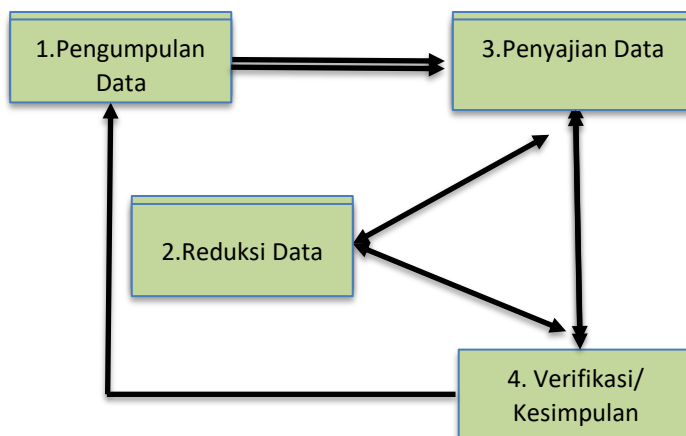 1.Pengumpulan
Data
3.Penyajian Data
2.Reduksi Data
4. Verifikasi/
Kesimpulan